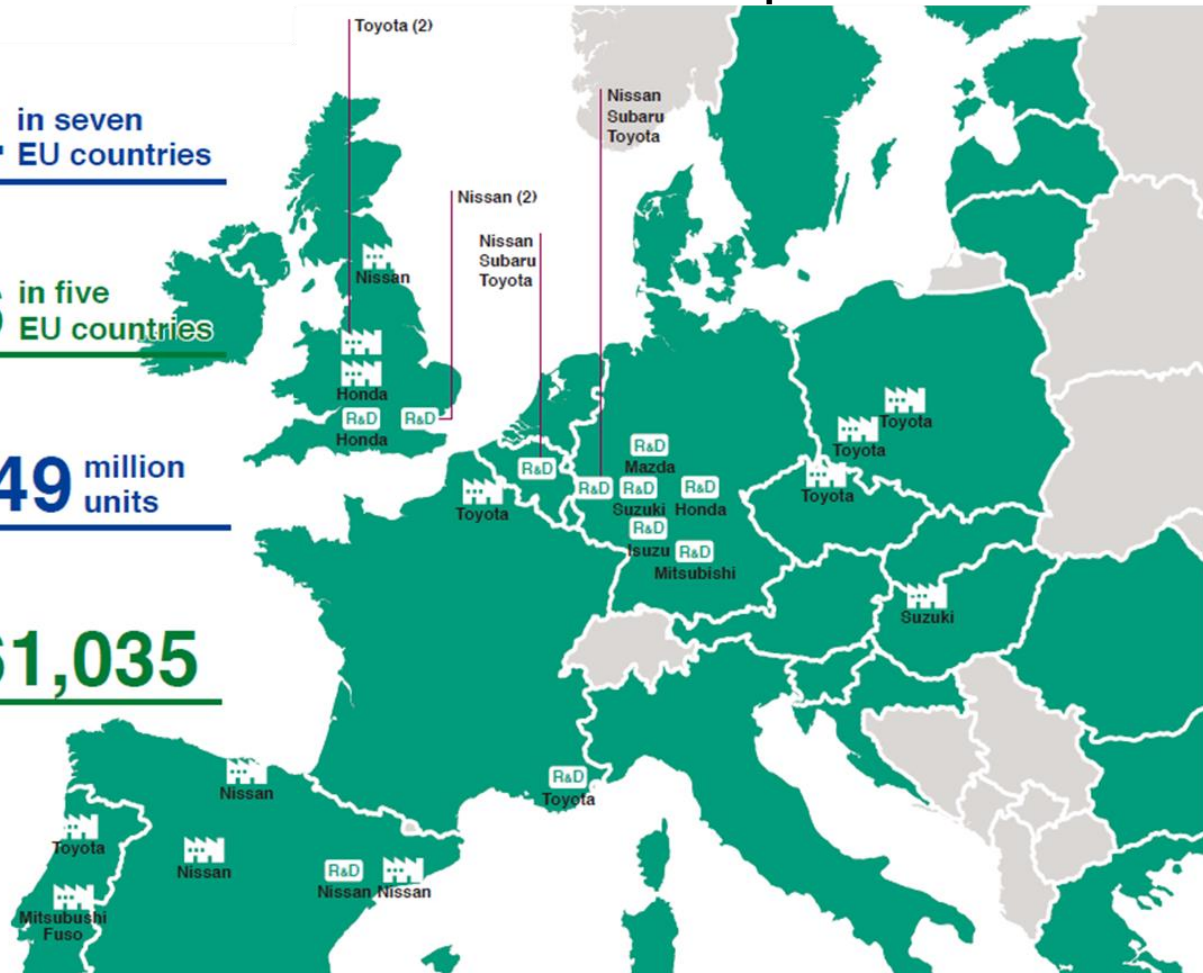 Toyota (2)
in seven
EU countries
Nissan
Subaru
Toyota
Nissan (2)
Nissan
Subaru
Toyota
Nissan
in five
EU countries
Honda
R&D
R&D
Honda
Toyota
Toyota
R&D
Mazda
R&D
Toyota
R&D
R&D
R&D
Suzuki
Honda
Toyota
49 million
units
R&D
Isuzu
R&D
Mitsubishi
Suzuki
1,035
Nissan
R&D
Toyota
Toyota
Nissan
R&D
Nissan
Nissan
Mitsubushi
Fuso